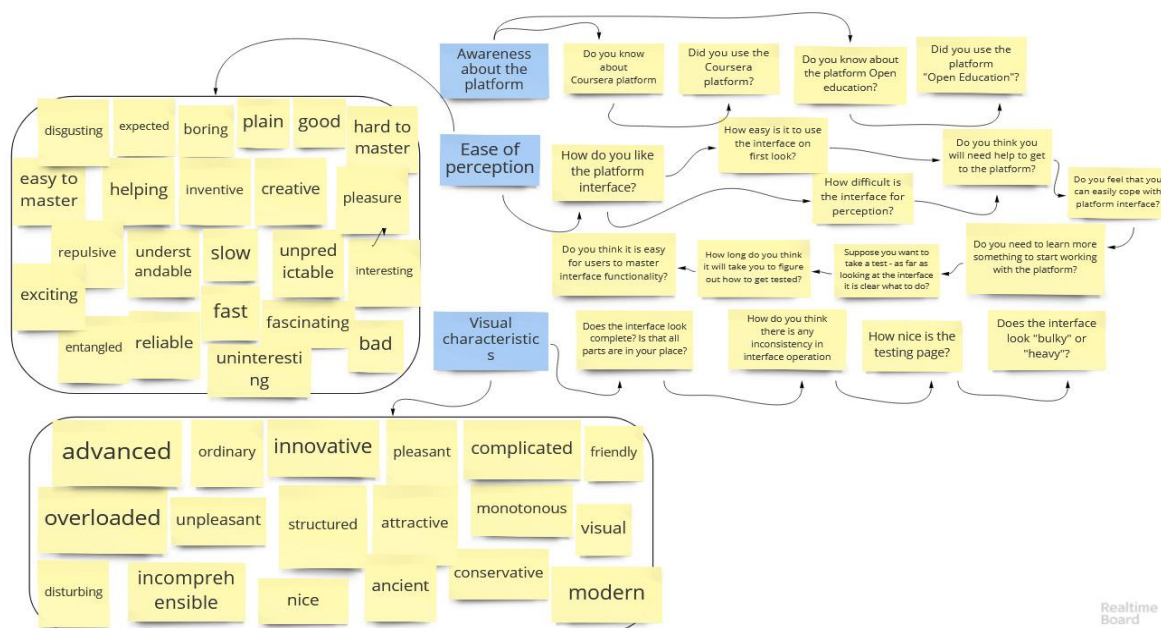 Awareness
about the
platform
Do you know
about
Coursera platform
Did you use the
Coursera
platform?
Do you know about
the platform Open
education?
Did you use the
platform
"Open Education"?
Ease of
perception
How do you like
the platform
interface?
How easy is it to use
the interface on
first look?
How difficult is
the interface for
perception?
Do you think you
will need help to get
to the platform?
Do you feel that you
can easily cope with
platform interface?
Do you need to learn more
something to start working
with the platform?
Suppose you want to
take a test - as far as
looking at the interface
it is clear what to do?
How long do you think
it will take you to figure
out how to get tested?
Do you think it is easy
for users to master
interface functionality?
disgusting
expected
boring
plain
good
hard to
master
easy to
master
helping
inventive
creative
pleasure
repulsive
underst
andable
slow
unpred
ictable
interesting
exciting
fast
fascinating
entangled
reliable
uninteresti
ng
bad
Visual
characteristic
s
Does the interface look
complete? Is that all
parts are in your place?
How do you think
there is any
inconsistency in
interface operation
How nice is the
testing page?
Does the interface
look "bulky" or
"heavy"?
advanced
ordinary
innovative
pleasant
complicated
friendly
overloaded
unpleasant
structured
attractive
monotonous
visual
disturbing
incompreh
ensible
nice
ancient
conservative
modern
Realtime
Board